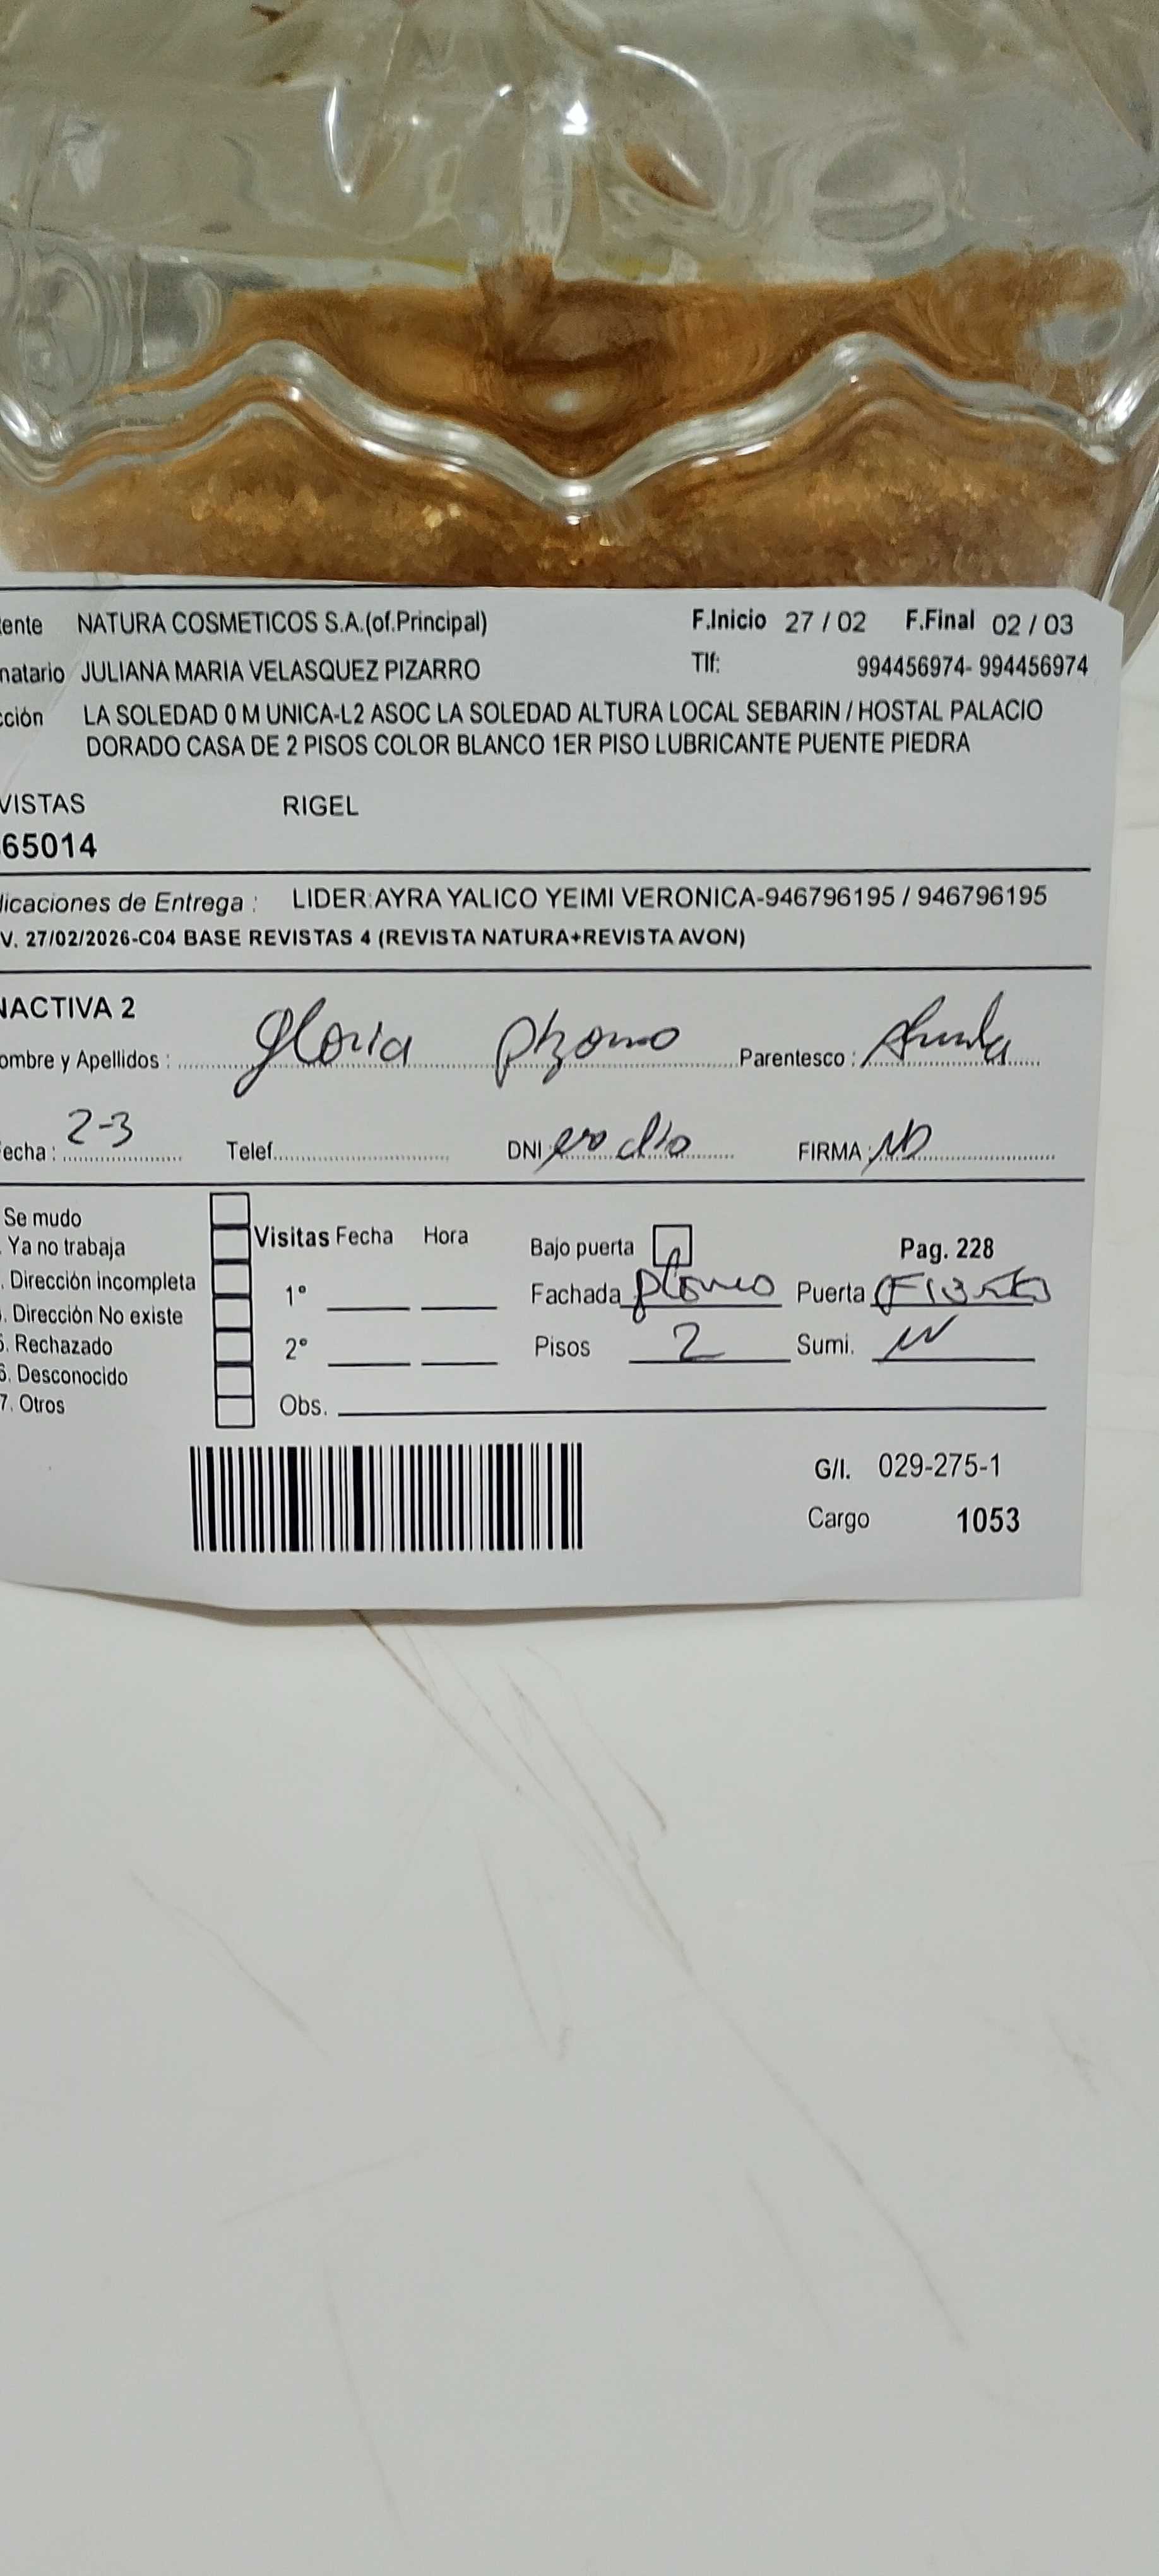 ente NATURA COSMETICOS S.A.(of.Principal) F.Inicio 27 / 02 F.Final 02 / 03
natario JULIANA MARIA VELASQUEZ PIZARRO Tlf: 994456974- 994456974
cción LA SOLEDAD 0 M UNICA-L2 ASOC LA SOLEDAD ALTURA LOCAL SEBARIN / HOSTAL PALACIO
DORADO CASA DE 2 PISOS COLOR BLANCO 1ER PISO LUBRICANTE PUENTE PIEDRA
VISTAS RIGEL
65014
licaciones de Entrega : LIDER:AYRA YALICO YEIMI VERONICA-946796195 / 946796195
V. 27/02/2026-C04 BASE REVISTAS 4 (REVISTA NATURA+REVISTA AVON)
NACTIVA 2
ombre y Apellidos : Gloria Parentesco :
echa : 2-3 Telef. DNI : FIRMA :
Se mudo
. Ya no trabaja Visitas Fecha Hora Bajo puerta Pag. 228
. Dirección incompleta 1° Fachada plomo Puerta
. Dirección No existe
5. Rechazado 2° Pisos 2 Sumi.
6. Desconocido
7. Otros Obs.
G/I. 029-275-1
Cargo 1053